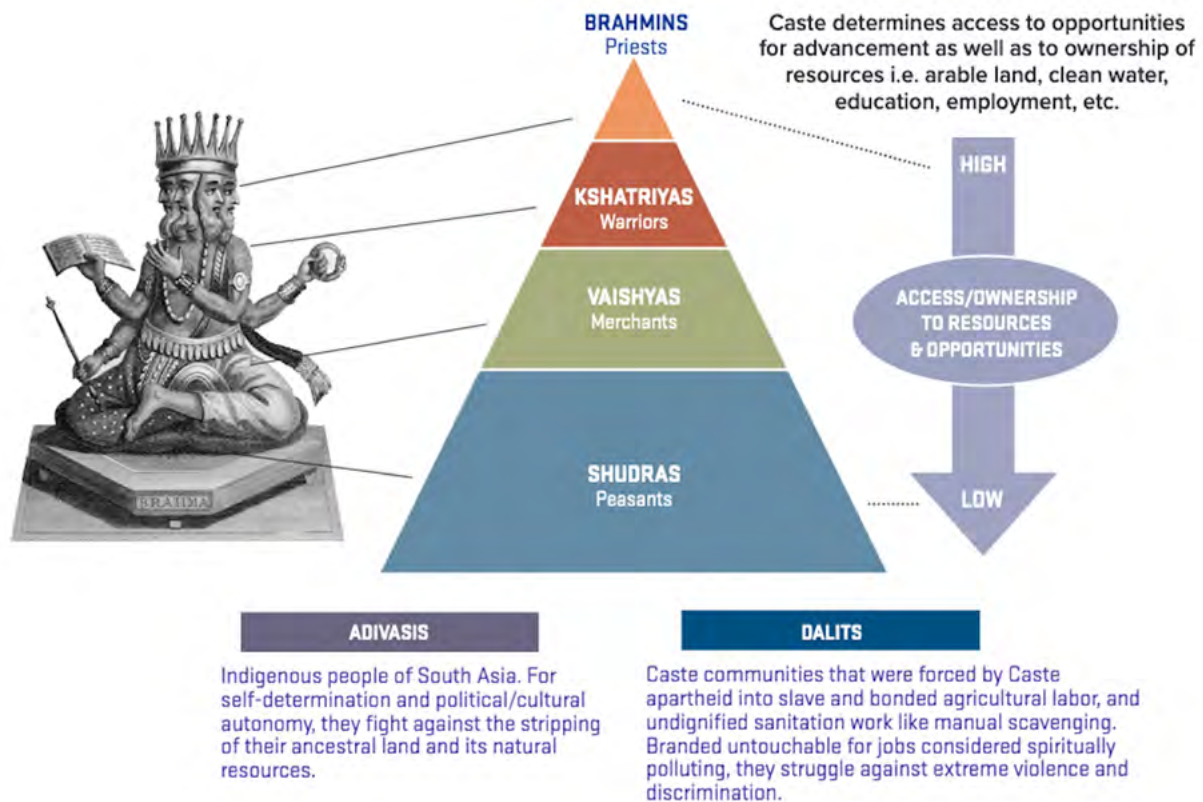 BRAHMINS
Priests
Caste determines access to opportunities
for advancement as well as to ownership of
resources i.e. arable land, clean water,
education, employment, etc.
KSHATRIYAS
Warriors
VAISHYAS
Merchants
SHUDRAS
Peasants
HIGH
ACCESS/OWNERSHIP
TO RESOURCES
& OPPORTUNITIES
LOW
ADIVASIS
Indigenous people of South Asia. For
self-determination and political/cultural
autonomy, they fight against the stripping
of their ancestral land and its natural
resources.
DALITS
Caste communities that were forced by Caste
apartheid into slave and bonded agricultural labor, and
undignified sanitation work like manual scavenging.
Branded untouchable for jobs considered spiritually
polluting, they struggle against extreme violence and
discrimination.